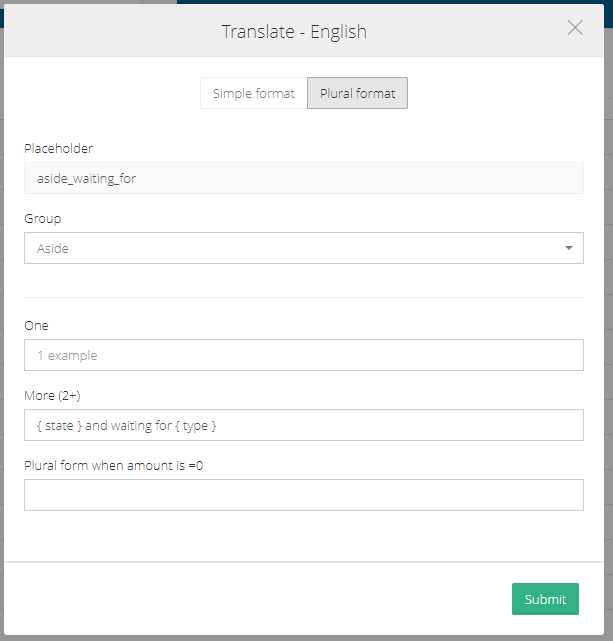 Translate - English
Simple format
Plural format
Placeholder
aside_waiting_for
Group
Aside
One
1 example
More (2+)
{ state } and waiting for { type }
Plural form when amount is =0
Submit